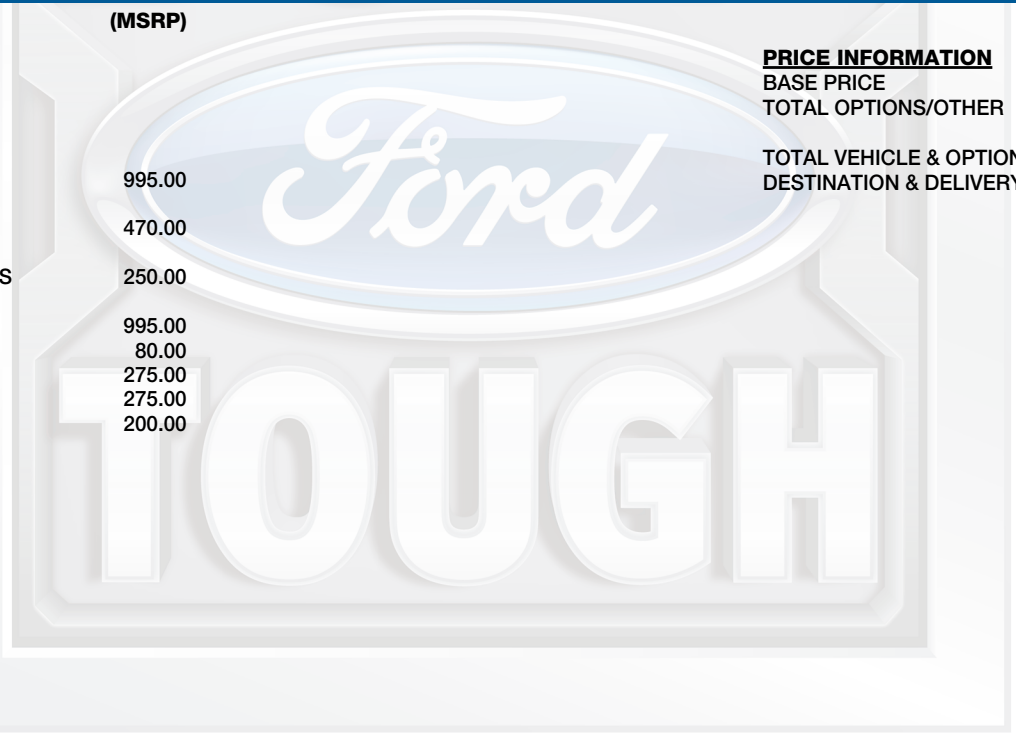 (MSRP)
995.00
470.00
S 250.00
995.00
80.00
275.00
275.00
200.00
PRICE INFORMATION
BASE PRICE
TOTAL OPTIONS/OTHER
TOTAL VEHICLE & OPTION
DESTINATION & DELIVERY
Ford
TOUGH